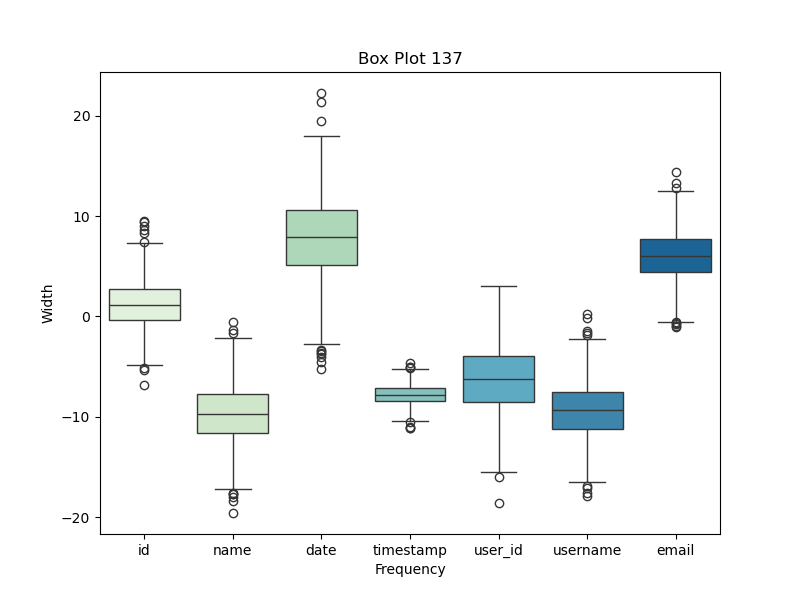 Box Plot 137
Width
20
10
0
−10
−20
id name date timestamp user_id username email
Frequency